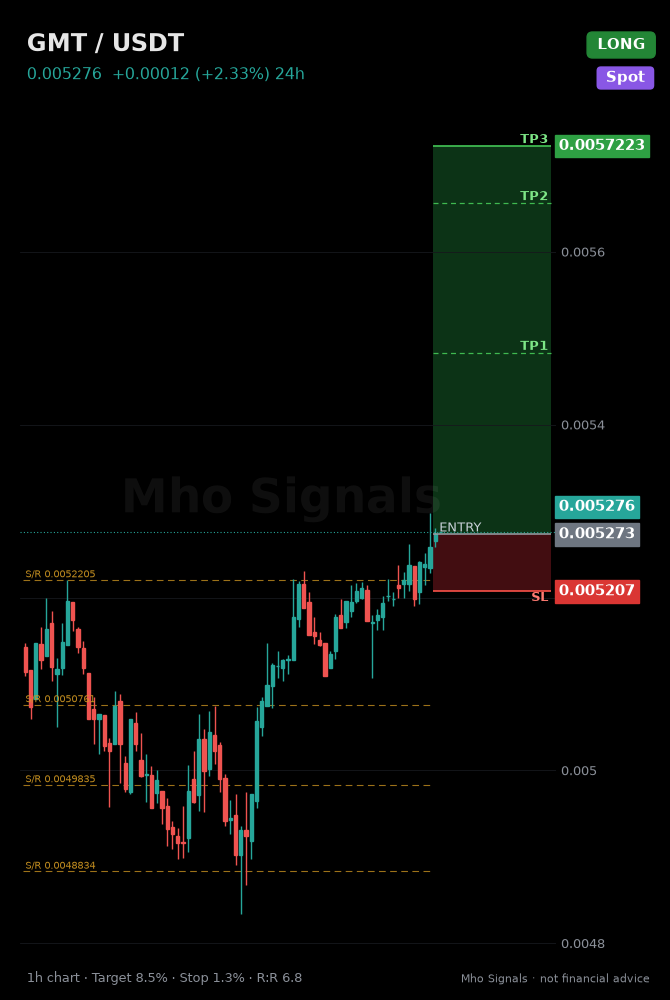 GMT / USDT
LONG
0.005276 +0.00012 (+2.33%) 24h
Spot
TP3
0.0057223
TP2
0.0056
TP1
0.0054
Mho Signals
0.005276
ENTRY
0.005273
S/R 0.0052205
0.005207
SL
S/R 0.0050761
S/R 0.0049835
0.005
S/R 0.0048834
0.0048
1h chart · Target 8.5% · Stop 1.3% · R:R 6.8
Mho Signals · not financial advice